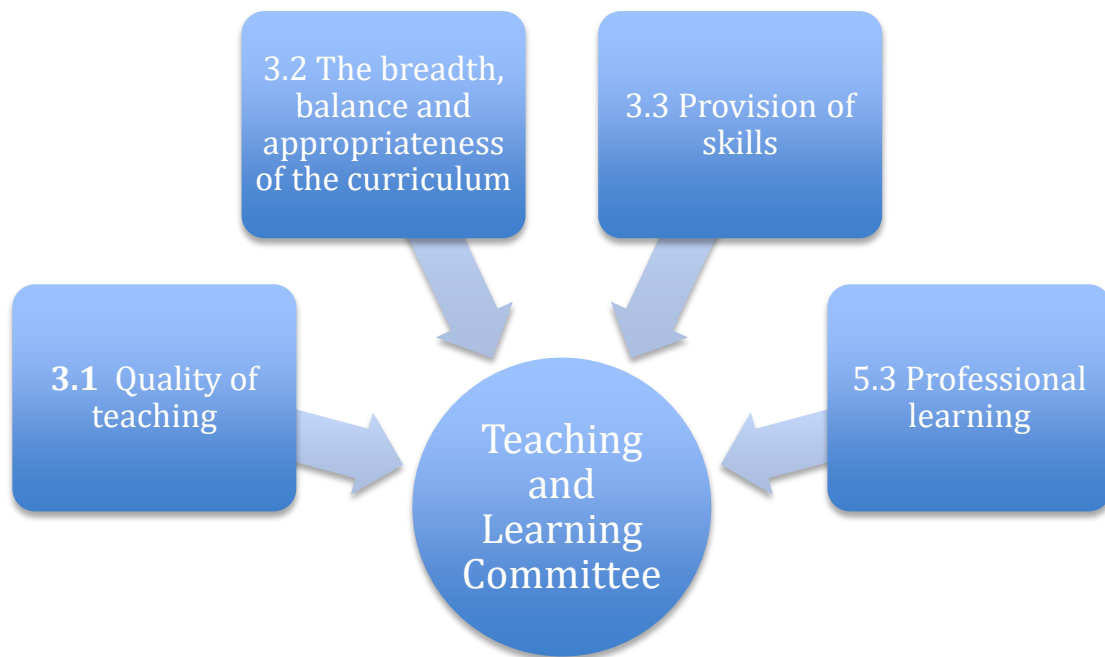 3.2 The breadth,
balance and
appropriateness
of the curriculum
3.3 Provision of
skills
3.1 Quality of
teaching
5.3 Professional
learning
Teaching
and
Learning
Committee